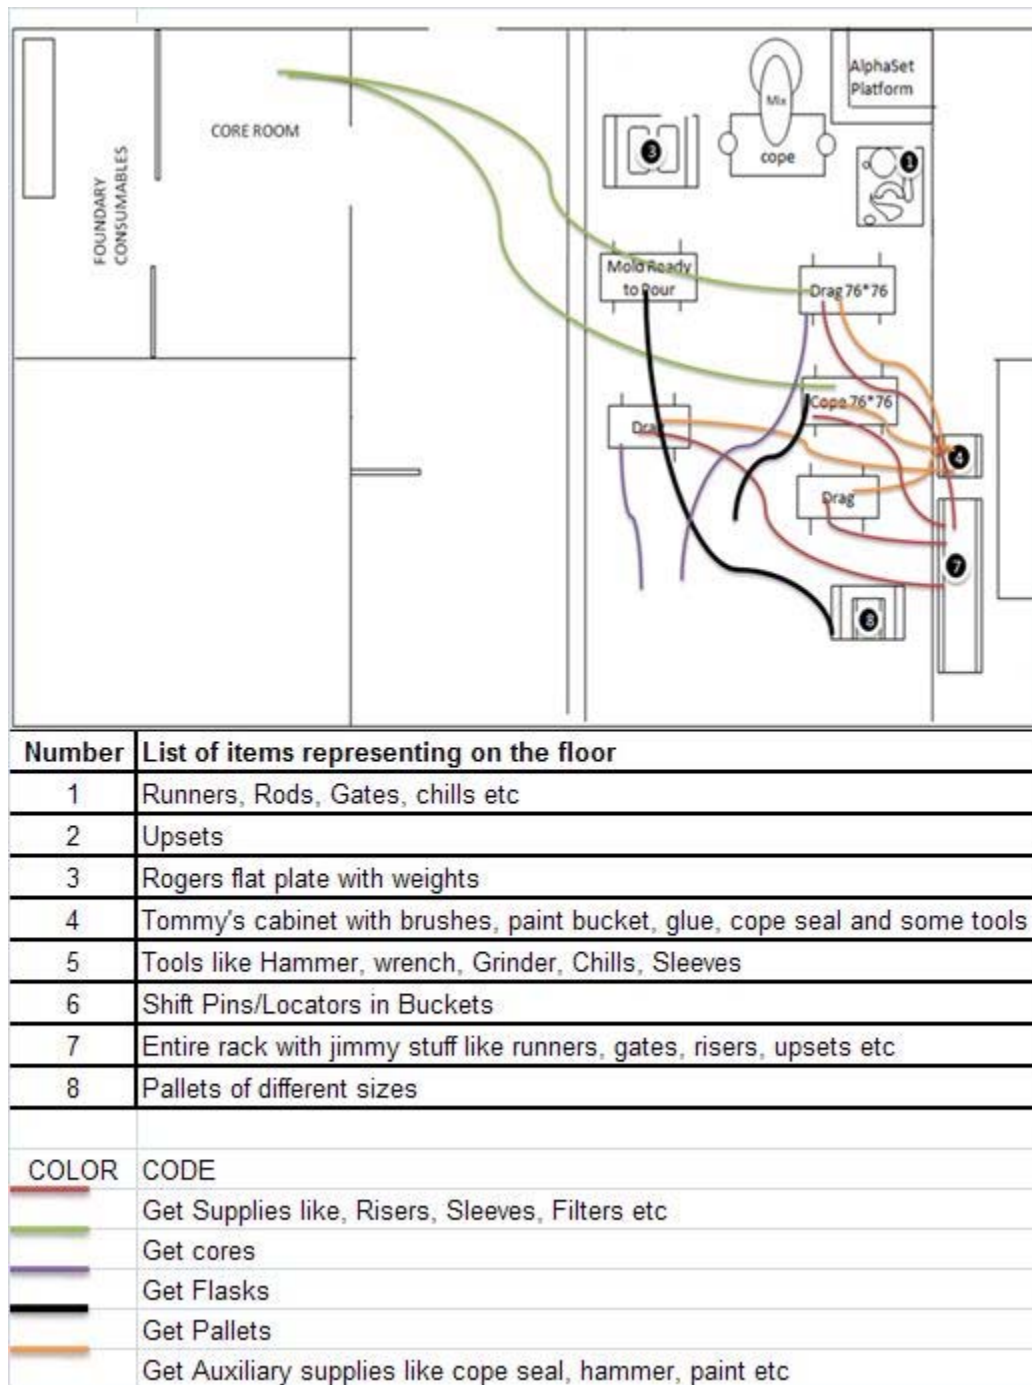 AlphaSet
Platform
Mix
CORE ROOM
3
cope
1
FOUNDARY
CONSUMABLES
Mold Ready
to Pour
Drag 76*76
Cope 76*76
Drag
4
Drag
7
8
Number List of items representing on the floor
1 Runners, Rods, Gates, chills etc
2 Upsets
3 Rogers flat plate with weights
4 Tommy's cabinet with brushes, paint bucket, glue, cope seal and some tools
5 Tools like Hammer, wrench, Grinder, Chills, Sleeves
6 Shift Pins/Locators in Buckets
7 Entire rack with jimmy stuff like runners, gates, risers, upsets etc
8 Pallets of different sizes
COLOR CODE
Get Supplies like, Risers, Sleeves, Filters etc
Get cores
Get Flasks
Get Pallets
Get Auxiliary supplies like cope seal, hammer, paint etc